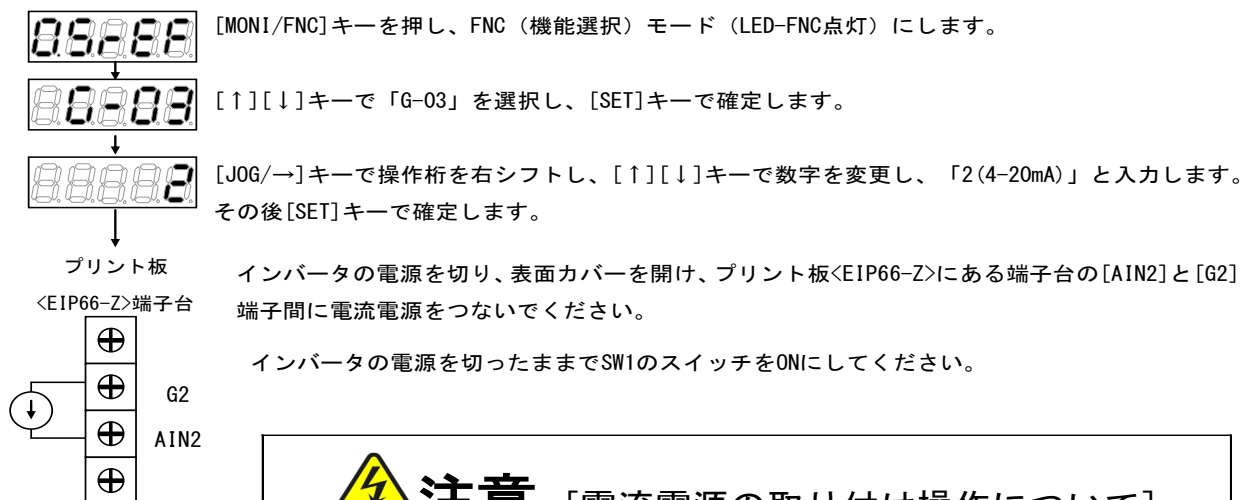 0.SrEF
[MONI/FNC]キーを押し、FNC（機能選択）モード（LED-FNC点灯）にします。
G-03
[↑][↓]キーで「G-03」を選択し、[SET]キーで確定します。
2
[JOG/→]キーで操作桁を右シフトし、[↑][↓]キーで数字を変更し、「2(4-20mA)」と入力します。
その後[SET]キーで確定します。
プリント板
<EIP66-Z>端子台
インバータの電源を切り、表面カバーを開け、プリント板<EIP66-Z>にある端子台の[AIN2]と[G2]
端子間に電流電源をつないでください。
インバータの電源を切ったままでSW1のスイッチをONにしてください。
G2
AIN2
注意 [電流電源の取り付け操作について]